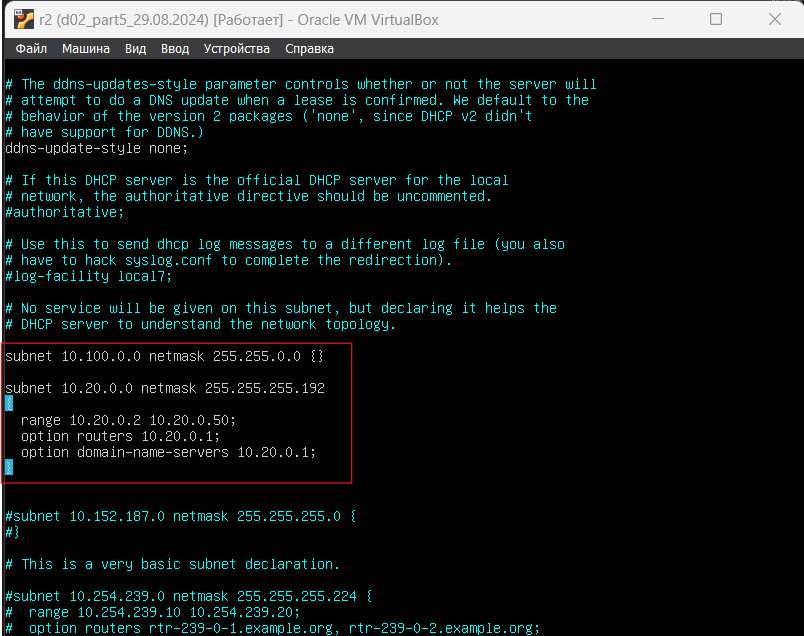 r2 (d02_part5_29.08.2024) [Работает] - Oracle VM VirtualBox
Файл Машина Вид Ввод Устройства Справка
# The ddns-updates-style parameter controls whether or not the server will
# attempt to do a DNS update when a lease is confirmed. We default to the
# behavior of the version 2 packages ('none', since DHCP v2 didn't
# have support for DDNS.)
ddns-update-style none;
# If this DHCP server is the official DHCP server for the local
# network, the authoritative directive should be uncommented.
#authoritative;
# Use this to send dhcp log messages to a different log file (you also
# have to hack syslog.conf to complete the redirection).
#log-facility local7;
# No service will be given on this subnet, but declaring it helps the
# DHCP server to understand the network topology.
subnet 10.100.0.0 netmask 255.255.0.0 {}
subnet 10.20.0.0 netmask 255.255.255.192
{
  range 10.20.0.2 10.20.0.50;
  option routers 10.20.0.1;
  option domain-name-servers 10.20.0.1;
}
#subnet 10.152.187.0 netmask 255.255.255.0 {
#}
# This is a very basic subnet declaration.
#subnet 10.254.239.0 netmask 255.255.255.224 {
#  range 10.254.239.10 10.254.239.20;
#  option routers rtr-239-0-1.example.org, rtr-239-0-2.example.org;